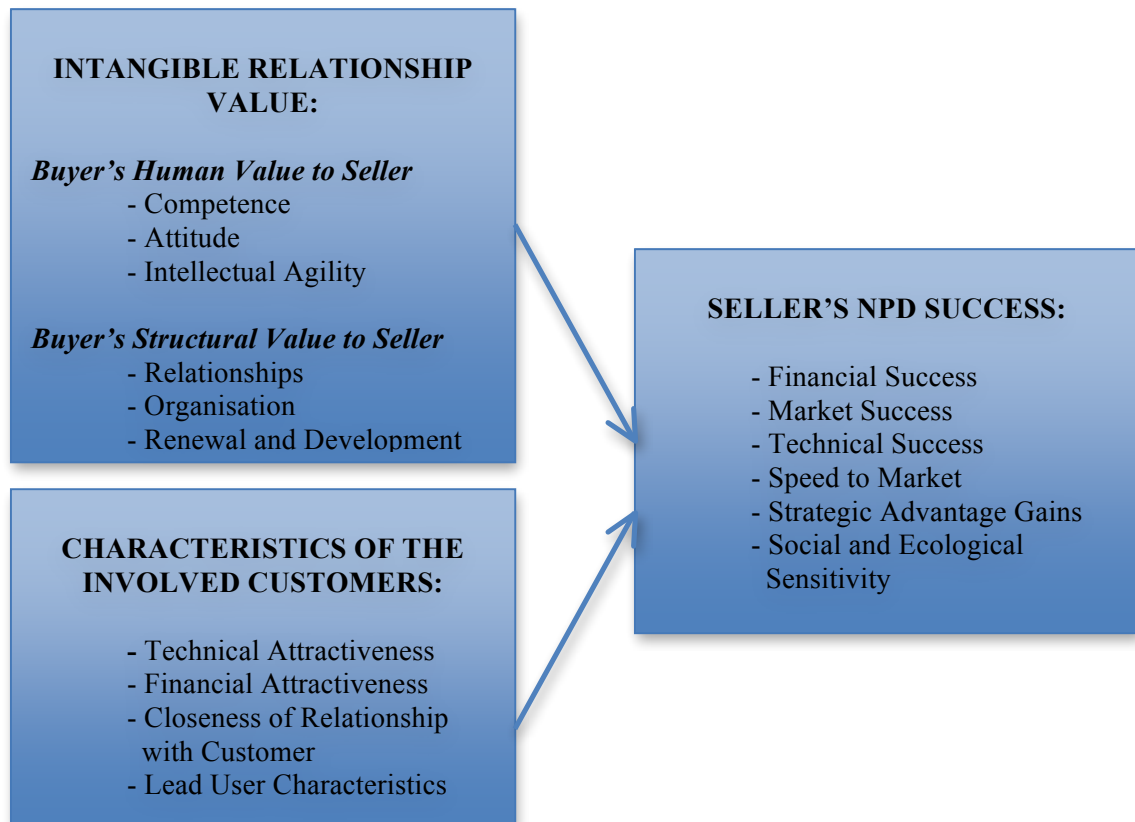 INTANGIBLE RELATIONSHIP
VALUE:
Buyer’s Human Value to Seller
- Competence
- Attitude
- Intellectual Agility
Buyer’s Structural Value to Seller
- Relationships
- Organisation
- Renewal and Development
CHARACTERISTICS OF THE
INVOLVED CUSTOMERS:
- Technical Attractiveness
- Financial Attractiveness
- Closeness of Relationship
with Customer
- Lead User Characteristics
SELLER’S NPD SUCCESS:
- Financial Success
- Market Success
- Technical Success
- Speed to Market
- Strategic Advantage Gains
- Social and Ecological
Sensitivity